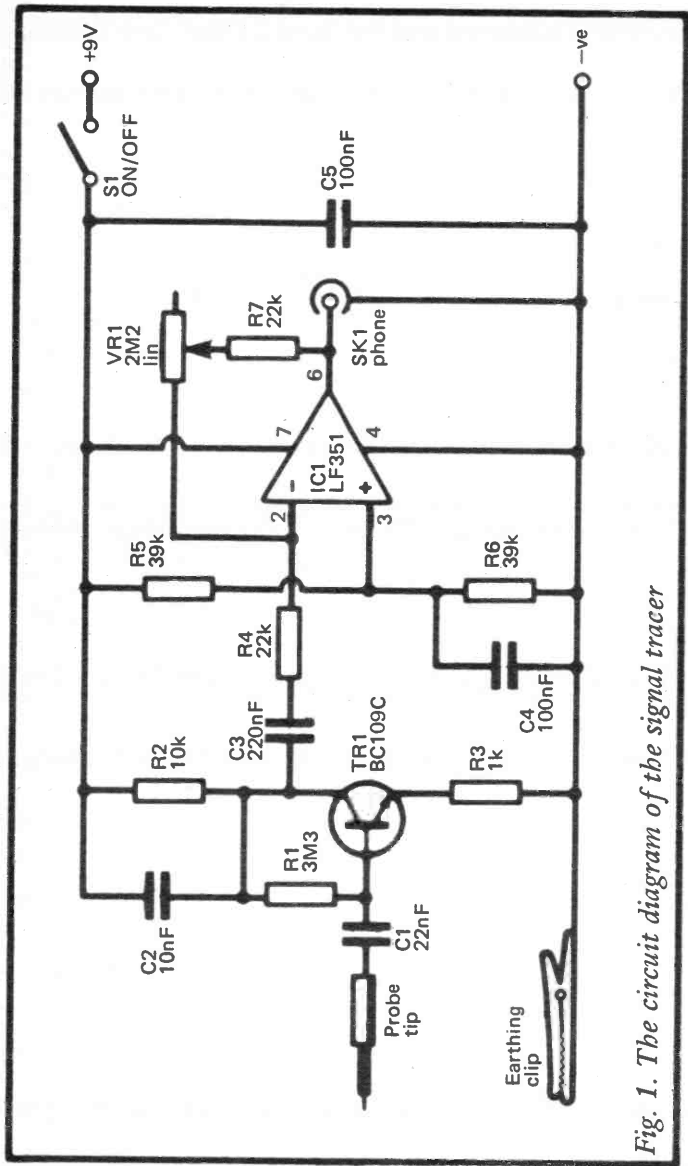 S1
ON/OFF
+9V
VR1
2M2
lin
R7
22k
C5
100nF
R5
39k
7
6
2
–
IC1
LF351
+
3
4
SK1
phone
R2
10k
C3
220nF
R4
22k
R6
39k
C2
10nF
R1
3M3
TR1
BC109C
C4
100nF
C1
22nF
R3
1k
Probe
tip
Earthing
clip
–ve
Fig. 1. The circuit diagram of the signal tracer